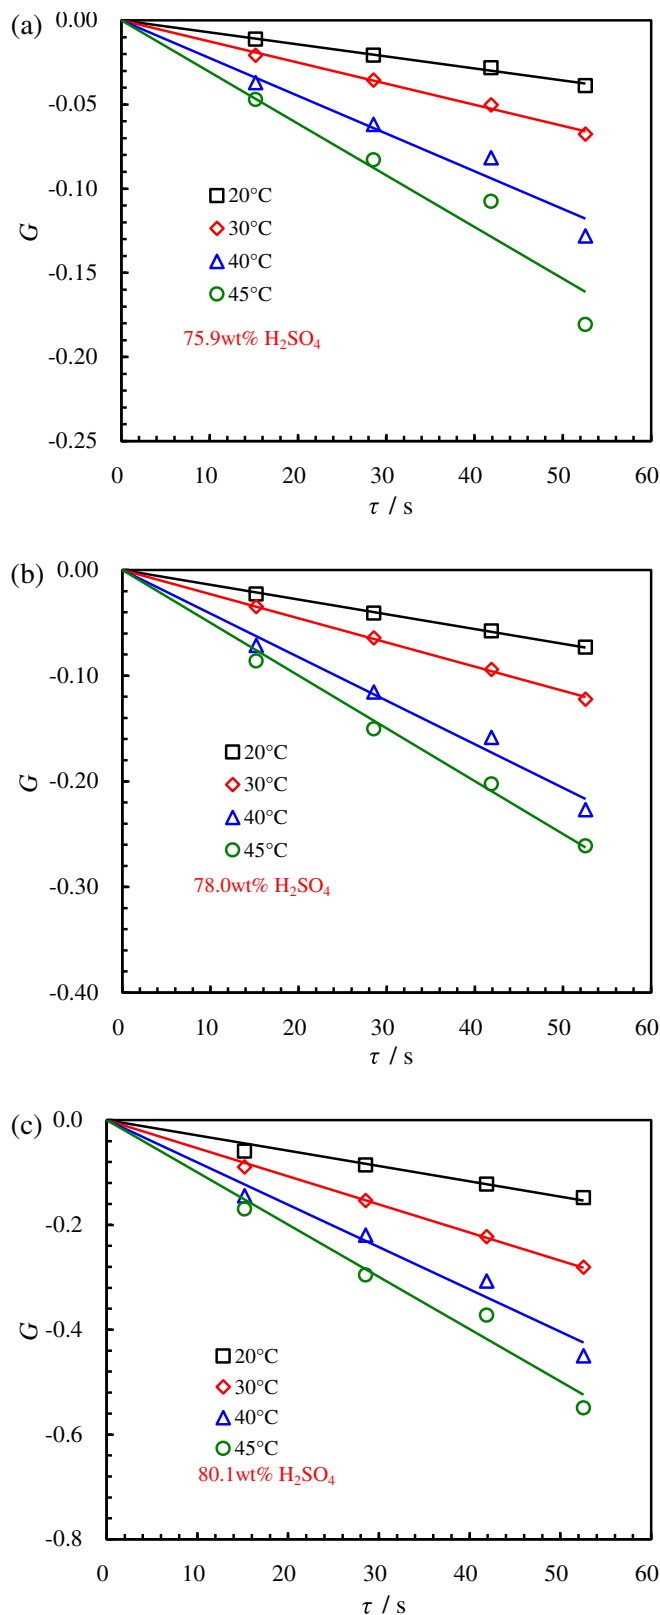 (a)
0.00
-0.05
-0.10
-0.15
-0.20
-0.25
G
20°C
30°C
40°C
45°C
75.9wt% H₂SO₄
0 10 20 30 40 50 60
τ / s
(b)
0.00
-0.10
-0.20
-0.30
-0.40
G
20°C
30°C
40°C
45°C
78.0wt% H₂SO₄
0 10 20 30 40 50 60
τ / s
(c)
0.0
-0.2
-0.4
-0.6
-0.8
G
20°C
30°C
40°C
45°C
80.1wt% H₂SO₄
0 10 20 30 40 50 60
τ / s